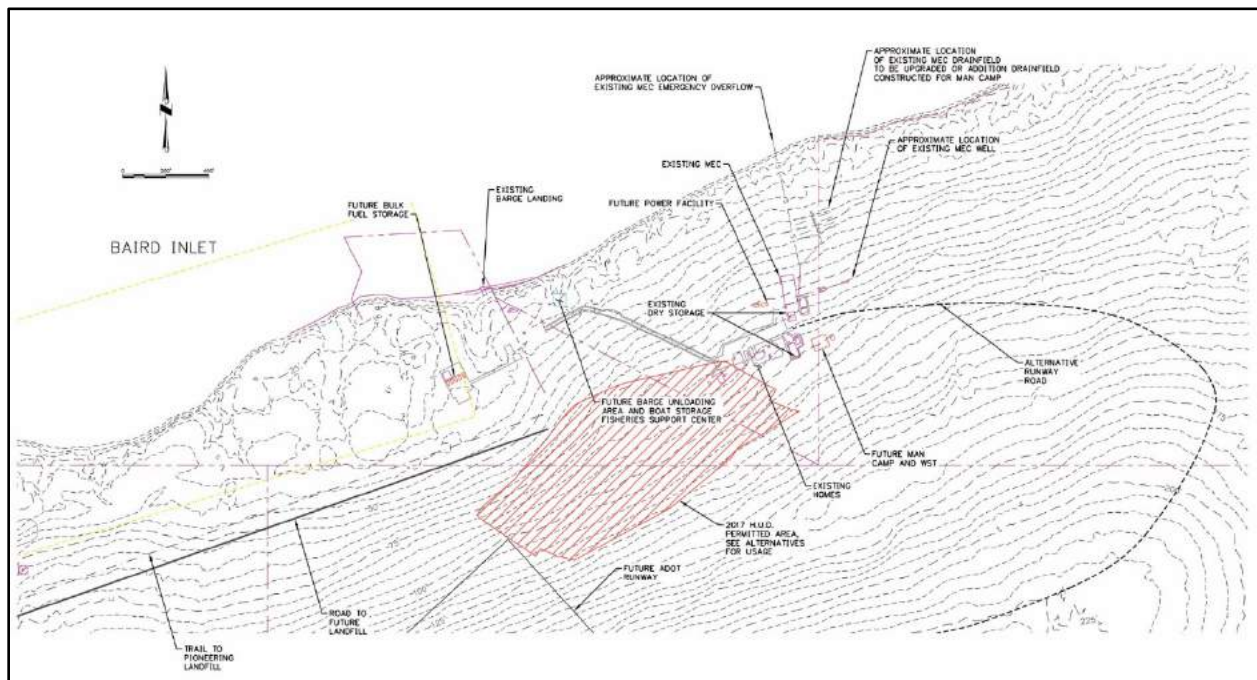 APPROXIMATE LOCATION
OF EXISTING MEC DRAINFIELD
TO BE UPGRADED OR ADDITION DRAINFIELD
CONSTRUCTED FOR MAN CAMP
APPROXIMATE LOCATION OF
EXISTING MEC EMERGENCY OVERFLOW
APPROXIMATE LOCATION
OF EXISTING MEC WELL
EXISTING MEC
0
200'
400'
EXISTING
BARGE LANDING
FUTURE BULK
FUEL STORAGE
FUTURE POWER FACILITY
BAIRD INLET
EXISTING
DRY STORAGE
ALTERNATIVE
RUNWAY
ROAD
FUTURE BARGE UNLOADING
AREA AND BOAT STORAGE
FISHERIES SUPPORT CENTER
FUTURE MAN
CAMP AND WST
EXISTING
HOMES
2017 H.U.D.
PERMITTED AREA,
SEE ALTERNATIVES
FOR USAGE
FUTURE ADOT
RUNWAY
ROAD TO
FUTURE
LANDFILL
TRAIL TO
PIONEERING
LANDFILL
225'